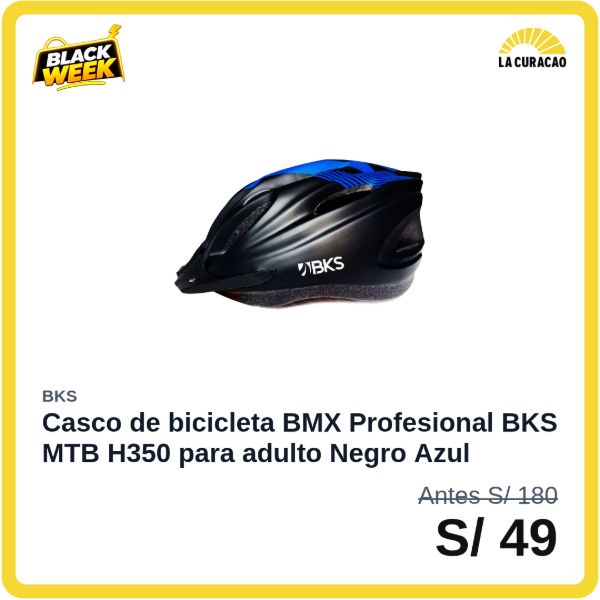 BLACK
WEEK
LA CURACAO
BKS
BKS
Casco de bicicleta BMX Profesional BKS
MTB H350 para adulto Negro Azul
Antes S/ 180
S/ 49